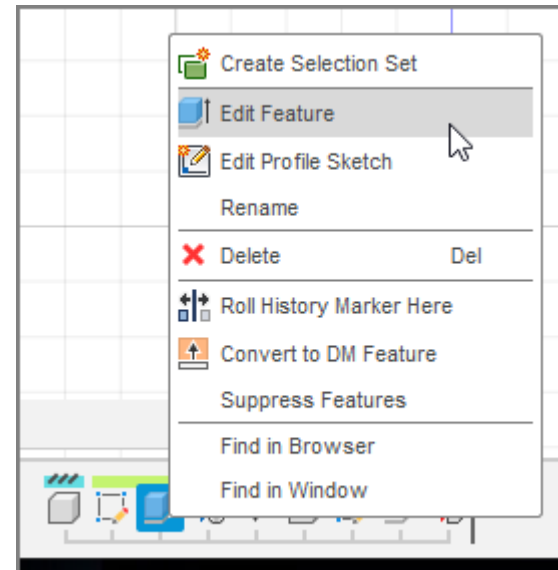 Create Selection Set
Edit Feature
Edit Profile Sketch
Rename
Delete Del
Roll History Marker Here
Convert to DM Feature
Suppress Features
Find in Browser
Find in Window